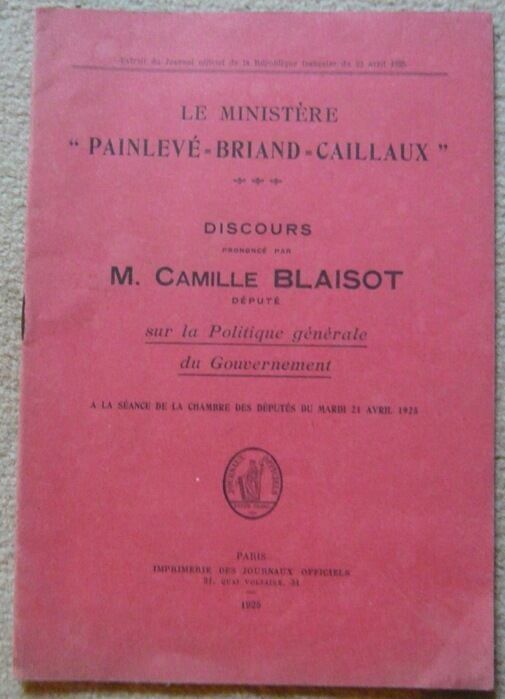 Extrait du Journal officiel de la République française du 22 Avril 1925
LE MINISTÈRE
" PAINLEVÉ=BRIAND=CAILLAUX "
DISCOURS
PRONONCÉ PAR
M. CAMILLE BLAISOT
DÉPUTÉ
sur la Politique générale
du Gouvernement
A LA SÉANCE DE LA CHAMBRE DES DÉPUTÉS DU MARDI 21 AVRIL 1925
JOURNAUX OFFICIELS
PARIS
IMPRIMERIE DES JOURNAUX OFFICIELS
31, QUAI VOLTAIRE, 31
1925